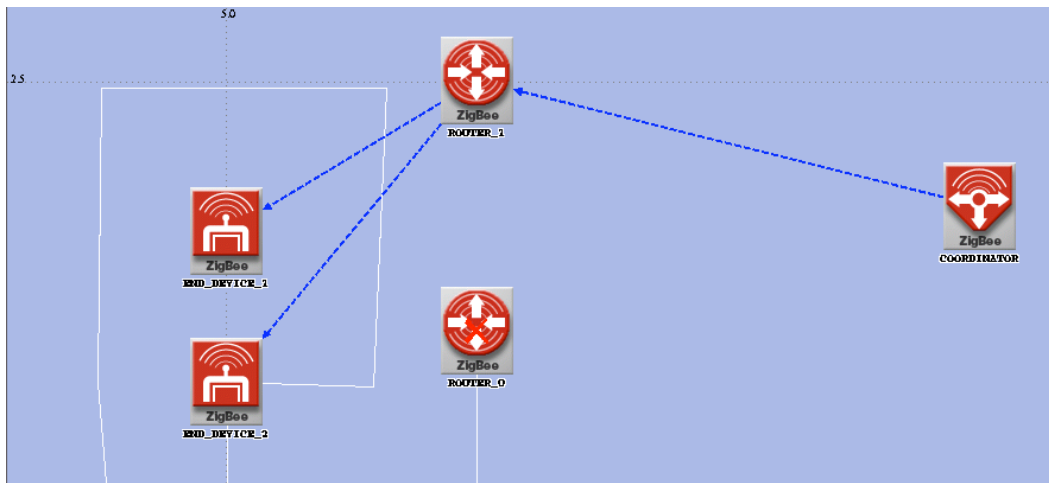 5.0
2.5
ZigBee
ROUTER_1
ZigBee
END_DEVICE_1
ZigBee
COORDINATOR
ZigBee
ROUTER_0
ZigBee
END_DEVICE_2